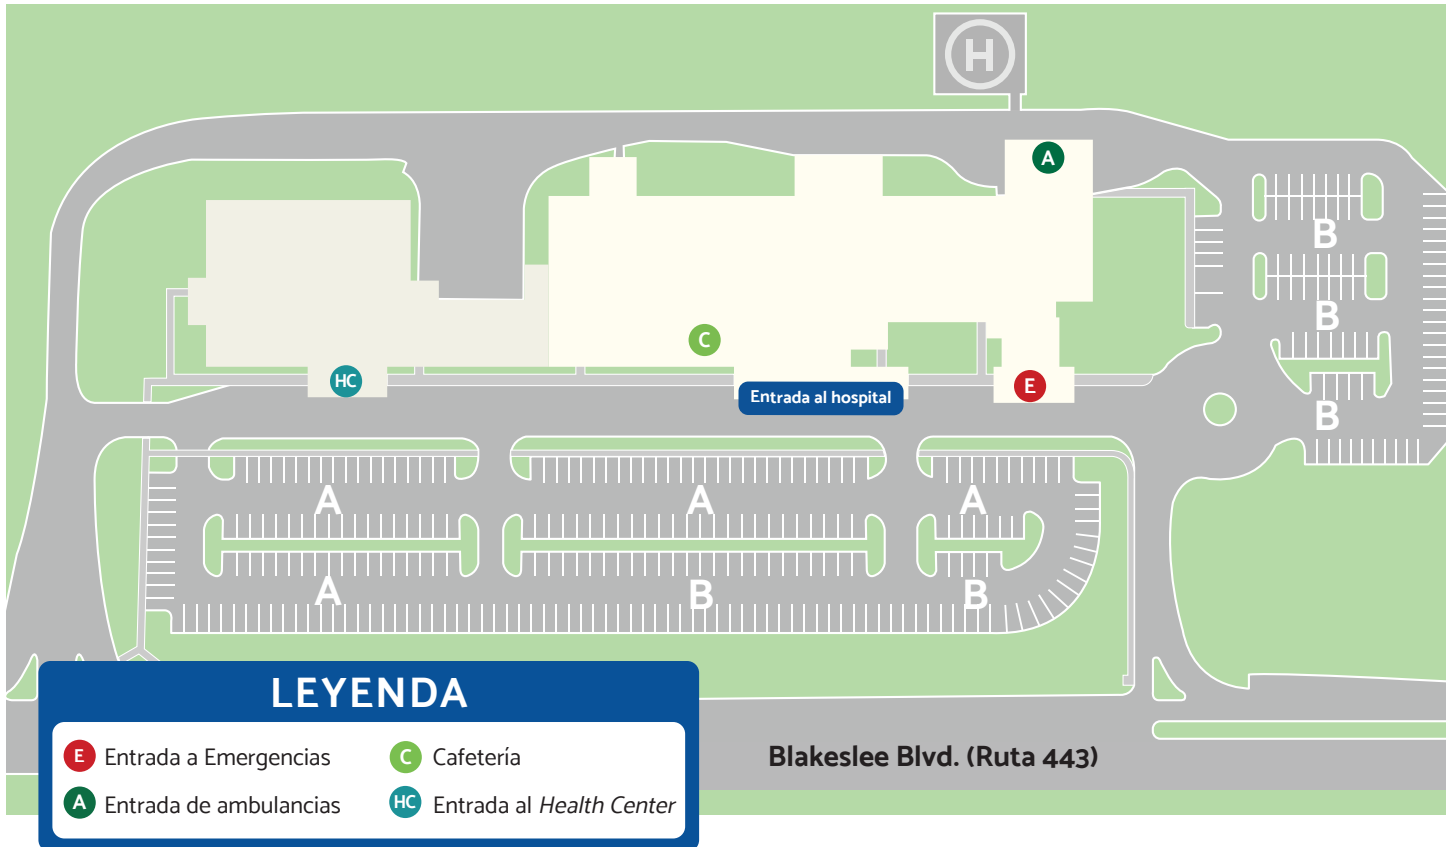 H
A
B
B
C
HC
Entrada al hospital
E
B
A
A
A
A
B
B
LEYENDA
E Entrada a Emergencias
C Cafetería
A Entrada de ambulancias
HC Entrada al Health Center
Blakeslee Blvd. (Ruta 443)